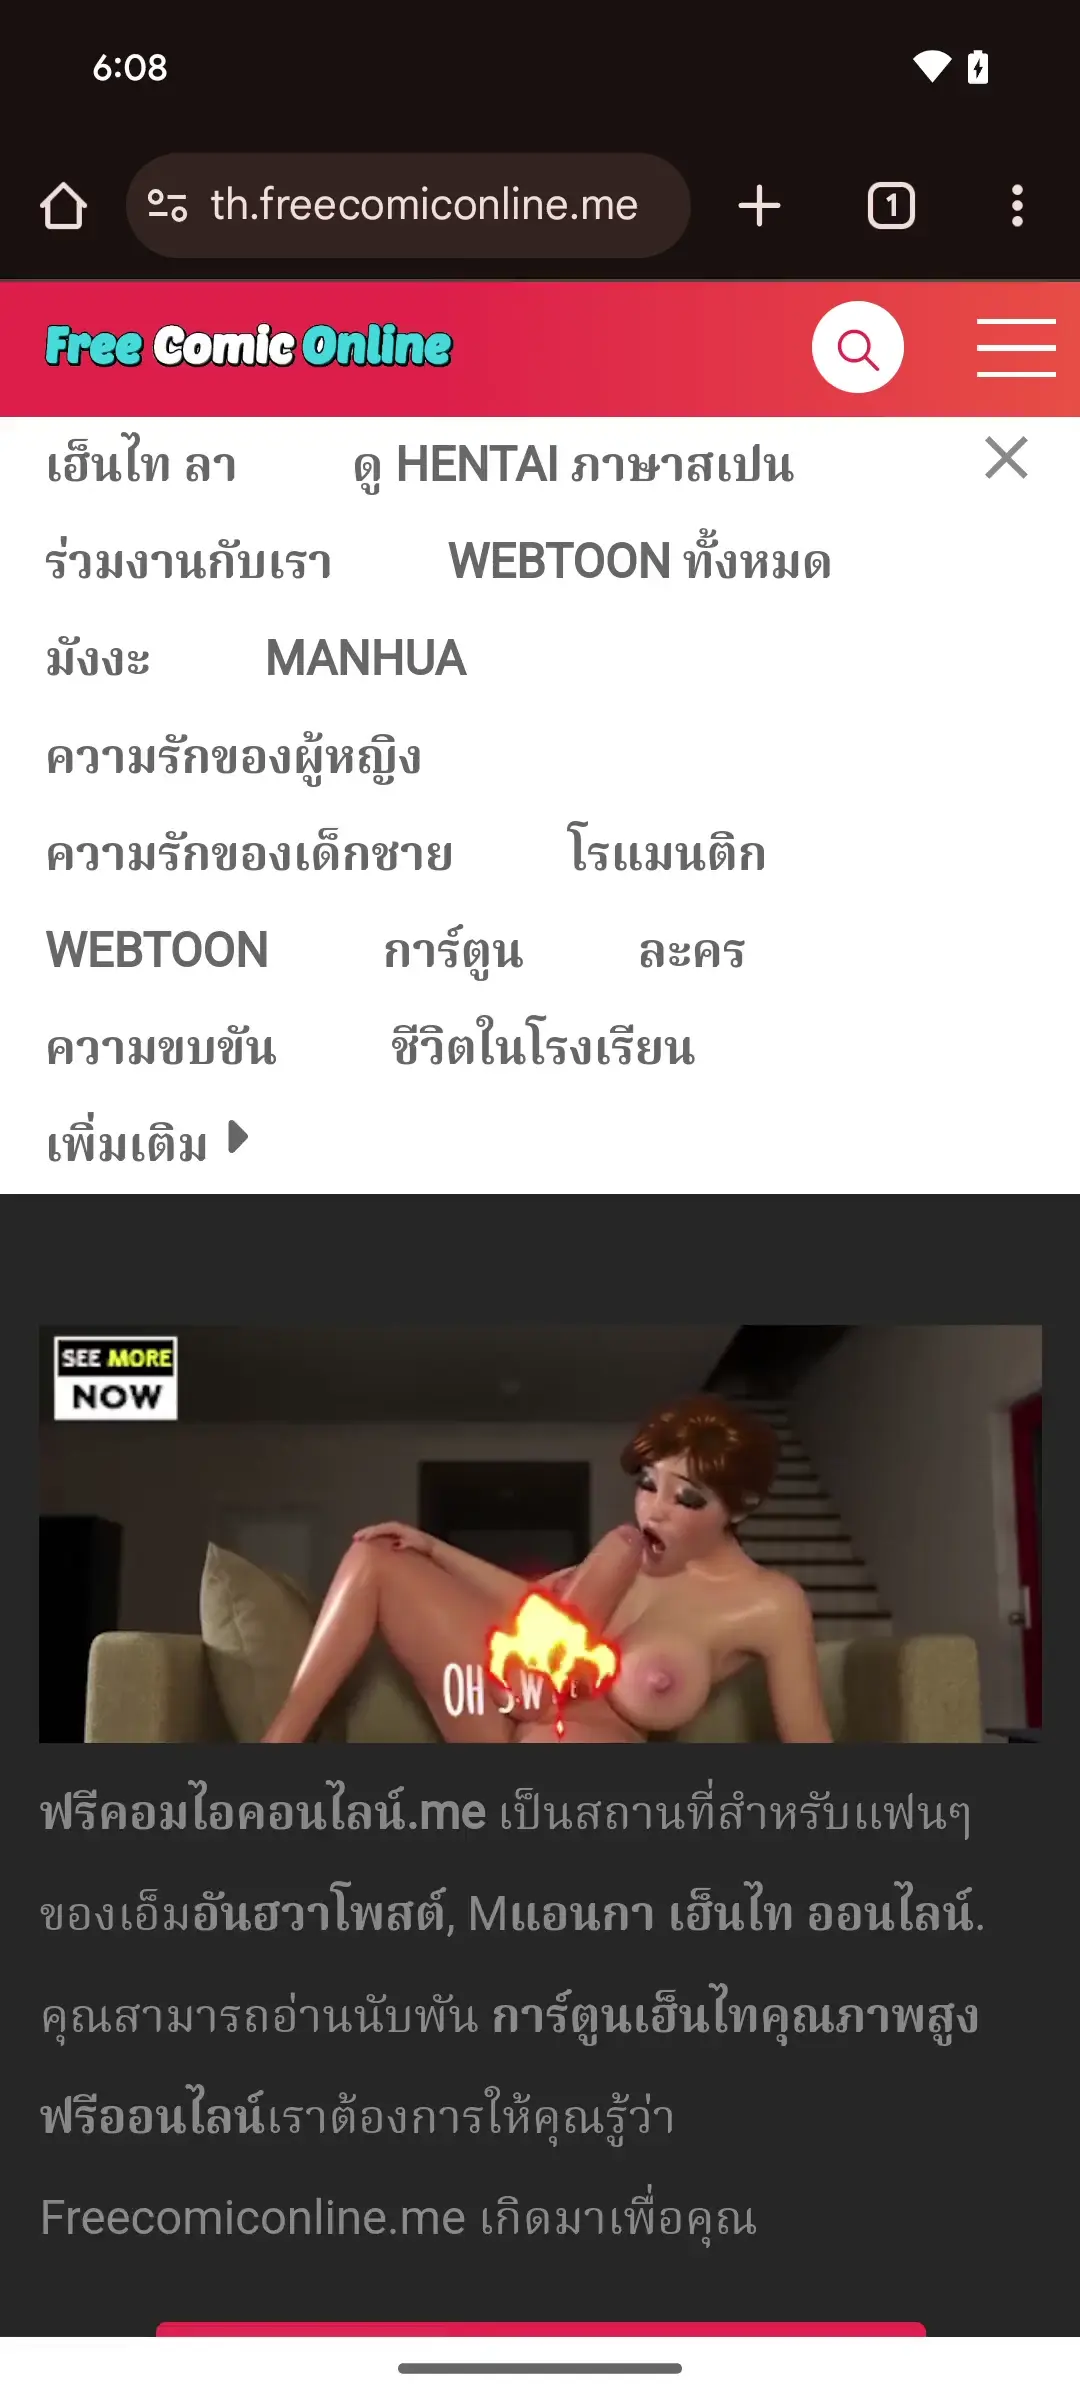 6:08
th.freecomiconline.me
1
Free Comic Online
เฮ็นไท ลา ดู HENTAI ภาษาสเปน
ร่วมงานกับเรา WEBTOON ทั้งหมด
มังงะ MANHUA
ความรักของผู้หญิง
ความรักของเด็กชาย โรแมนติก
WEBTOON การ์ตูน ละคร
ความขบขัน ชีวิตในโรงเรียน
เพิ่มเติม
SEE MORE
NOW
OH
ฟรีคอมไอคอนไลน์.me เป็นสถานที่สำหรับแฟนๆ
ของเอ็มอันฮวาโพสต์, Mแอนกา เฮ็นไท ออนไลน์.
คุณสามารถอ่านนับพัน การ์ตูนเฮ็นไทคุณภาพสูง
ฟรีออนไลน์เราต้องการให้คุณรู้ว่า
Freecomiconline.me เกิดมาเพื่อคุณ